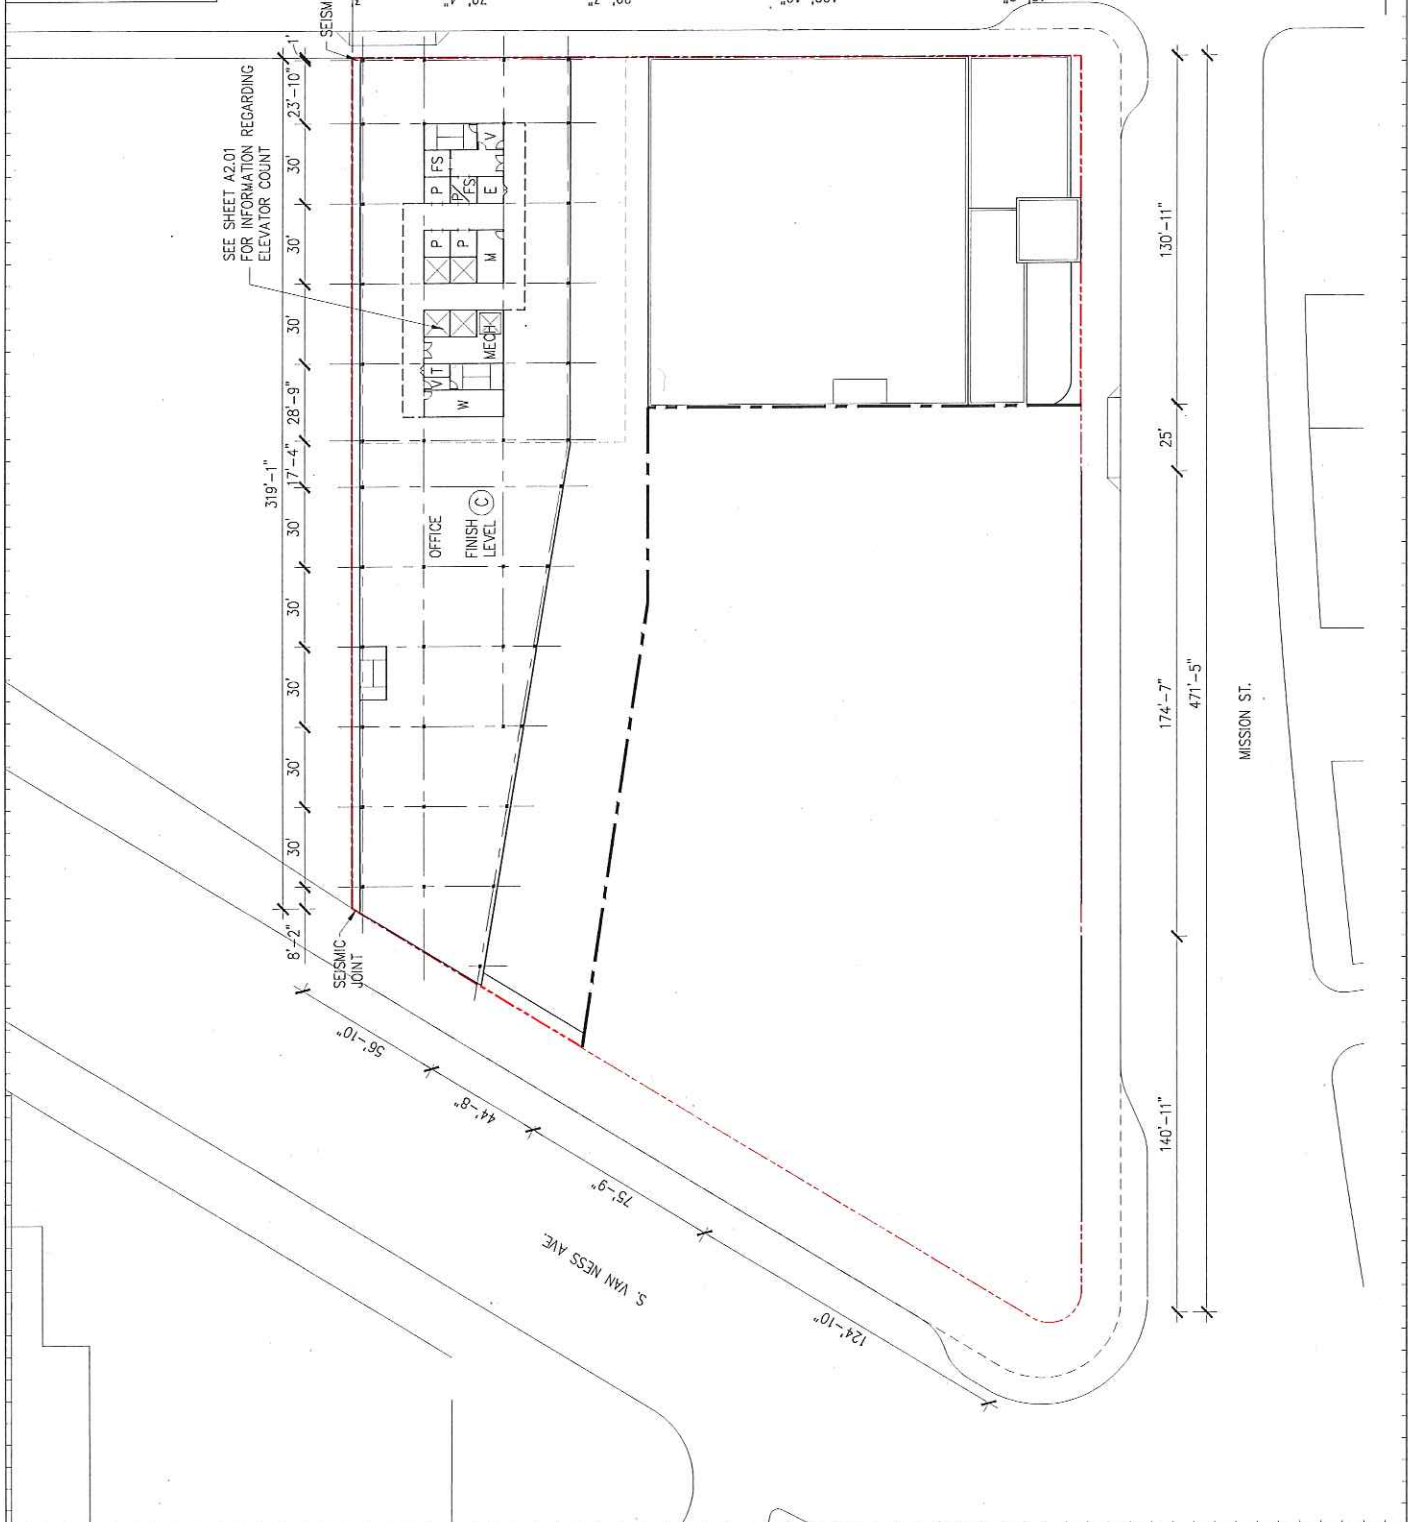 SEE SHEET A2.01
FOR INFORMATION REGARDING
ELEVATOR COUNT
319'-1"
1'
23'-10"
30'
30'
30'
28'-9"
17'-4"
30'
30'
30'
30'
30'
8'-2"
SEISMIC
JOINT
FS
V
P
P/FS
E
P
P
M
MECH
V
T
W
OFFICE
FINISH
LEVEL
C
56'-10"
44'-8"
75'-9"
124'-10"
S. VAN NESS AVE.
130'-11"
25'
174'-7"
140'-11"
471'-5"
MISSION ST.